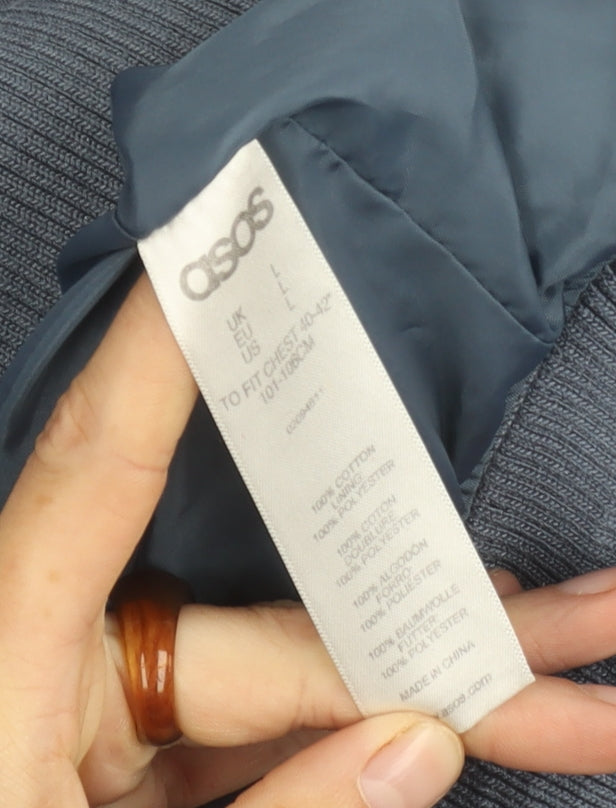 asos
UK L
EU L
US L
TO FIT CHEST 40-42"
101-106CM
100% COTTON
LINING:
100% POLYESTER
100% COTON
DOUBLURE:
100% POLYESTER
100% ALGODÓN
FORRO:
100% POLIÉSTER
100% BAUMWOLLE
FUTTER:
100% POLYESTER
MADE IN CHINA
asos.com